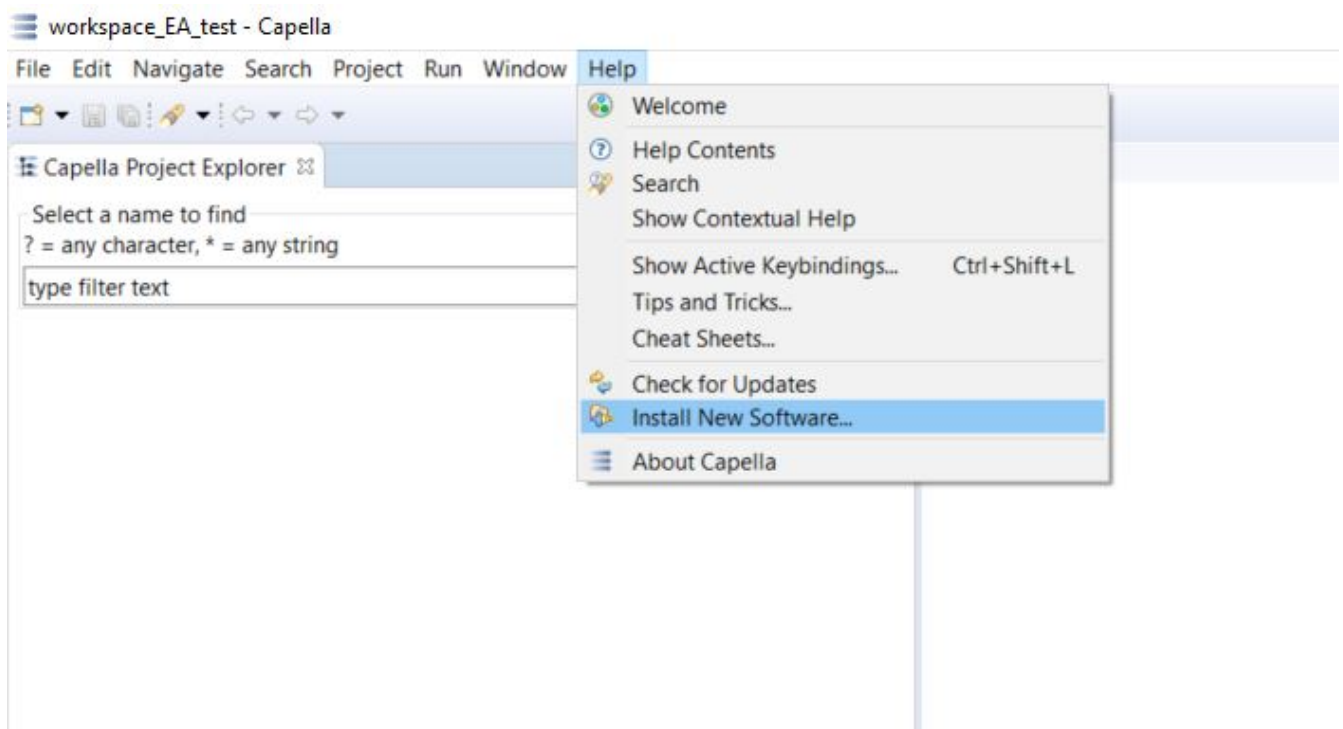 workspace_EA_test - Capella
File Edit Navigate Search Project Run Window Help
Capella Project Explorer
Select a name to find
? = any character, * = any string
type filter text
Welcome
Help Contents
Search
Show Contextual Help
Show Active Keybindings... Ctrl+Shift+L
Tips and Tricks...
Cheat Sheets...
Check for Updates
Install New Software...
About Capella